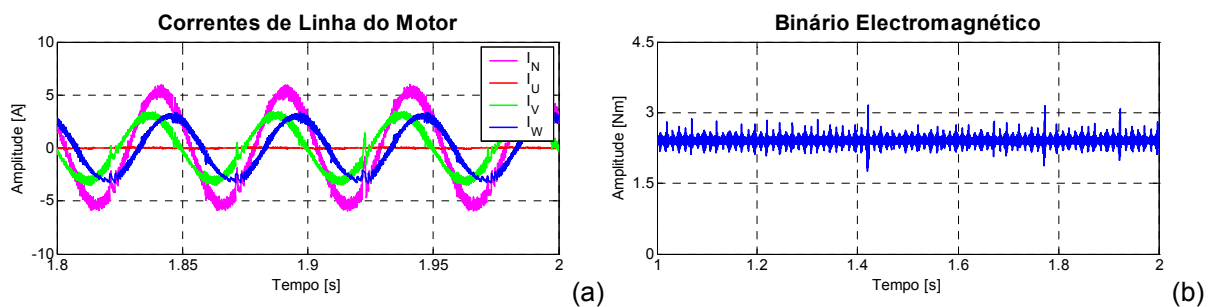 Correntes de Linha do Motor
10
5
0
-5
-10
Amplitude [A]
1.8
1.85
1.9
1.95
2
Tempo [s]
I_N
I_U
I_V
I_W
(a)
Binário Electromagnético
4.5
3
1.5
0
Amplitude [Nm]
1
1.2
1.4
1.6
1.8
2
Tempo [s]
(b)